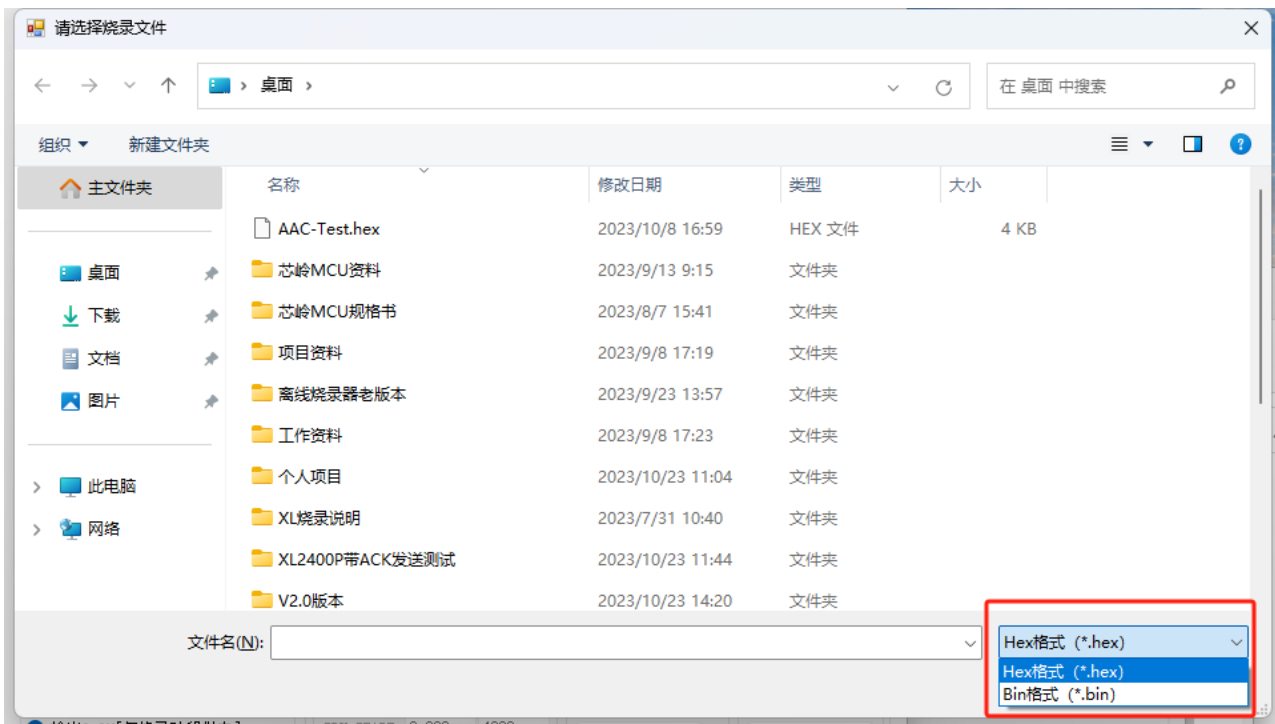 请选择烧录文件
桌面
在 桌面 中搜索
组织
新建文件夹
主文件夹
桌面
下载
文档
图片
此电脑
网络
名称 修改日期 类型 大小
AAC-Test.hex 2023/10/8 16:59 HEX 文件 4 KB
芯岭MCU资料 2023/9/13 9:15 文件夹
芯岭MCU规格书 2023/8/7 15:41 文件夹
项目资料 2023/9/8 17:19 文件夹
离线烧录器老版本 2023/9/23 13:57 文件夹
工作资料 2023/9/8 17:23 文件夹
个人项目 2023/10/23 11:04 文件夹
XL烧录说明 2023/7/31 10:40 文件夹
XL2400P带ACK发送测试 2023/10/23 11:44 文件夹
V2.0版本 2023/10/23 14:20 文件夹
文件名(N):
Hex格式 (*.hex)
Hex格式 (*.hex)
Bin格式 (*.bin)